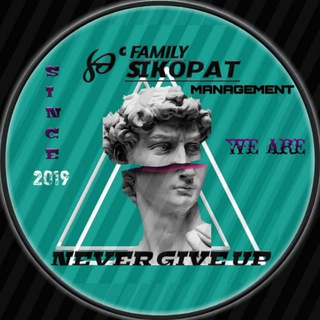 FAMILY
SIKOPAT
MANAGEMENT
SINCE
2019
WE ARE
NEVER GIVE UP